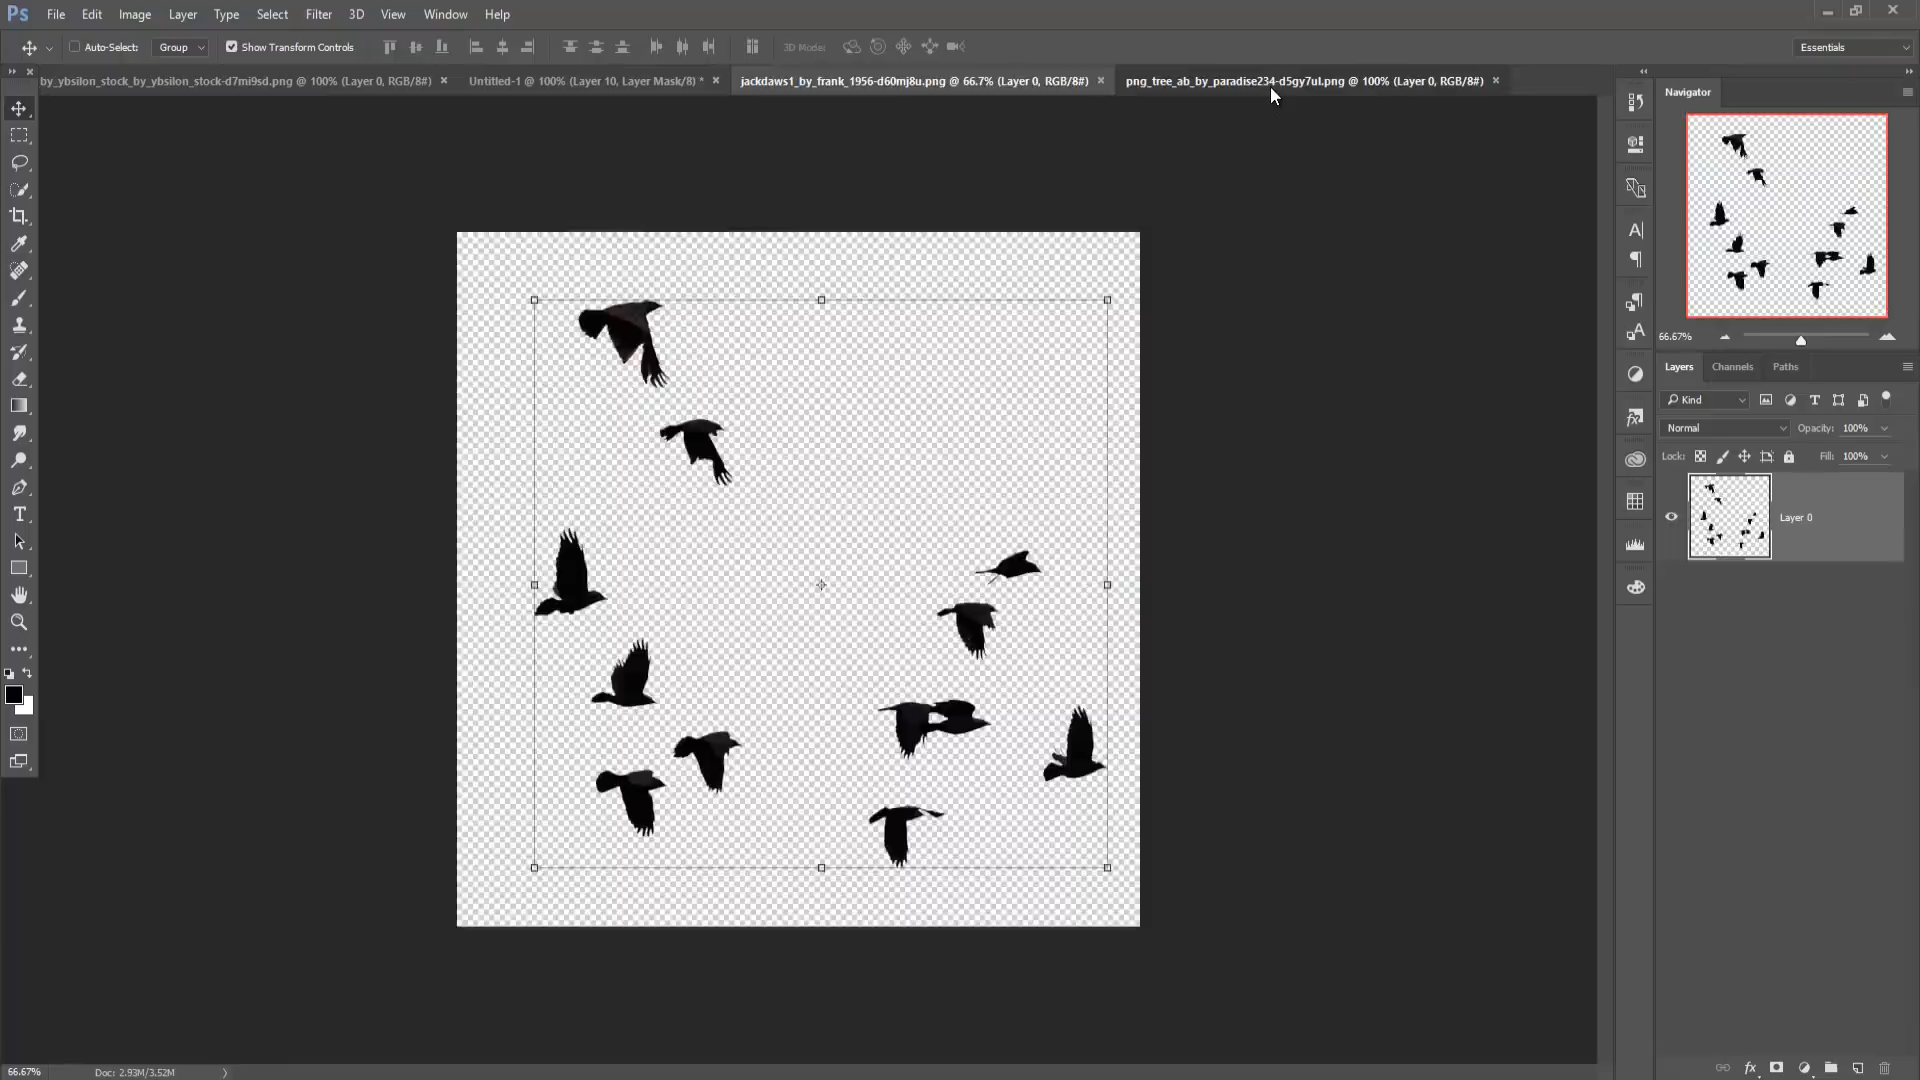 Ps File Edit Image Layer Type Select Filter 3D View Window Help
Auto-Select: Group Show Transform Controls 3D Mode: Essentials
by_ybsilon_stock_by_ybsilon_stock-d7mi9sd.png @ 100% (Layer 0, RGB/8#) Untitled-1 @ 100% (Layer 10, Layer Mask/8) * jackdaws1_by_frank_1956-d60mj8u.png @ 66.7% (Layer 0, RGB/8#) png_tree_ab_by_paradise234-d5gy7ul.png @ 100% (Layer 0, RGB/8#)
Navigator
66.67%
Layers Channels Paths
Kind
Normal Opacity: 100%
Lock: Fill: 100%
Layer 0
66.67% Doc: 2.93M/3.52M